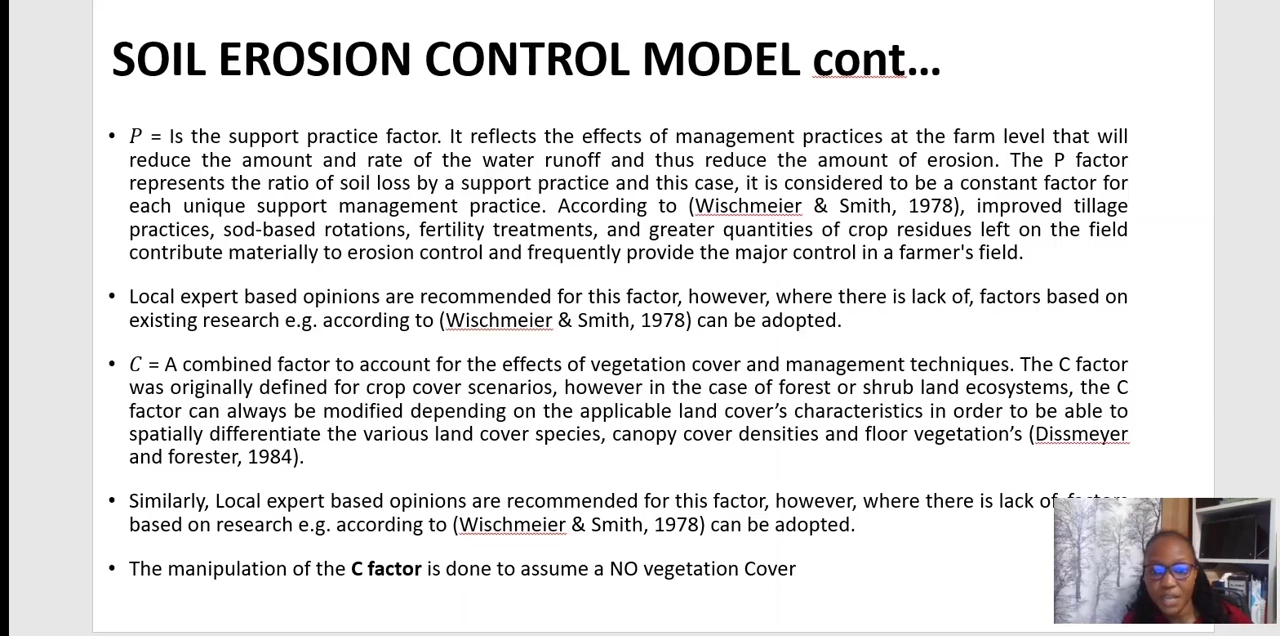 SOIL EROSION CONTROL MODEL cont...
• P = Is the support practice factor. It reflects the effects of management practices at the farm level that will
reduce the amount and rate of the water runoff and thus reduce the amount of erosion. The P factor
represents the ratio of soil loss by a support practice and this case, it is considered to be a constant factor for
each unique support management practice. According to (Wischmeier & Smith, 1978), improved tillage
practices, sod-based rotations, fertility treatments, and greater quantities of crop residues left on the field
contribute materially to erosion control and frequently provide the major control in a farmer's field.
• Local expert based opinions are recommended for this factor, however, where there is lack of, factors based on
existing research e.g. according to (Wischmeier & Smith, 1978) can be adopted.
• C = A combined factor to account for the effects of vegetation cover and management techniques. The C factor
was originally defined for crop cover scenarios, however in the case of forest or shrub land ecosystems, the C
factor can always be modified depending on the applicable land cover’s characteristics in order to be able to
spatially differentiate the various land cover species, canopy cover densities and floor vegetation’s (Dissmeyer
and forester, 1984).
• Similarly, Local expert based opinions are recommended for this factor, however, where there is lack of,
based on research e.g. according to (Wischmeier & Smith, 1978) can be adopted.
• The manipulation of the C factor is done to assume a NO vegetation Cover